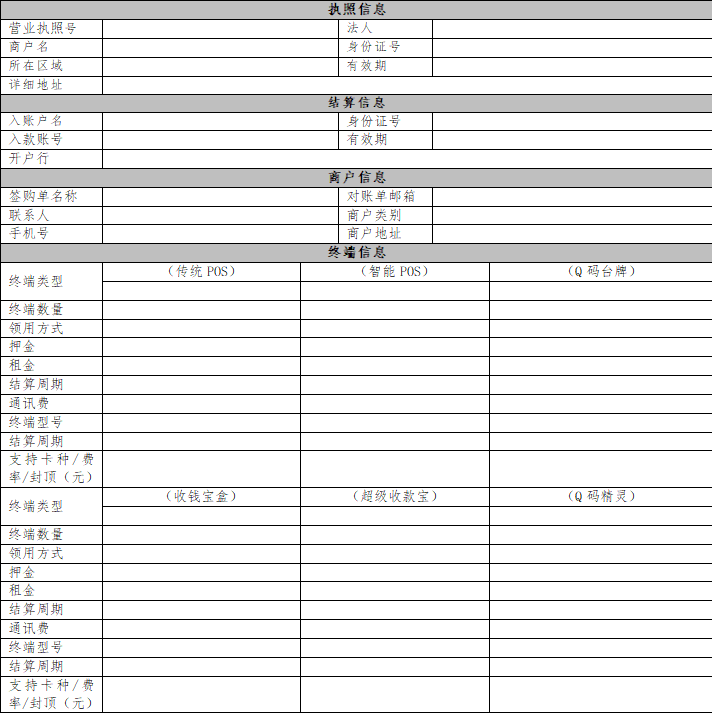 执照信息
营业执照号 法人
商户名 身份证号
所在区域 有效期
详细地址
结算信息
入账户名 身份证号
入款账号 有效期
开户行
商户信息
签购单名称 对账单邮箱
联系人 商户类别
手机号 商户地址
终端信息
终端类型 （传统 POS） （智能 POS） （Q 码台牌）
终端数量
领用方式
押金
租金
结算周期
通讯费
终端型号
结算周期
支持卡种/费
率/封顶（元）
终端类型 （收钱宝盒） （超级收款宝） （Q 码精灵）
终端数量
领用方式
押金
租金
结算周期
通讯费
终端型号
结算周期
支持卡种/费
率/封顶（元）